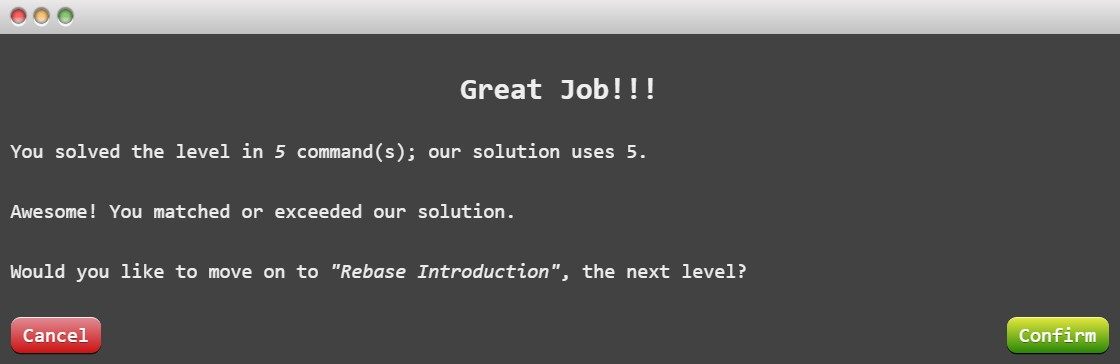 Great Job!!!
You solved the level in 5 command(s); our solution uses 5.
Awesome! You matched or exceeded our solution.
Would you like to move on to "Rebase Introduction", the next level?
Cancel
Confirm